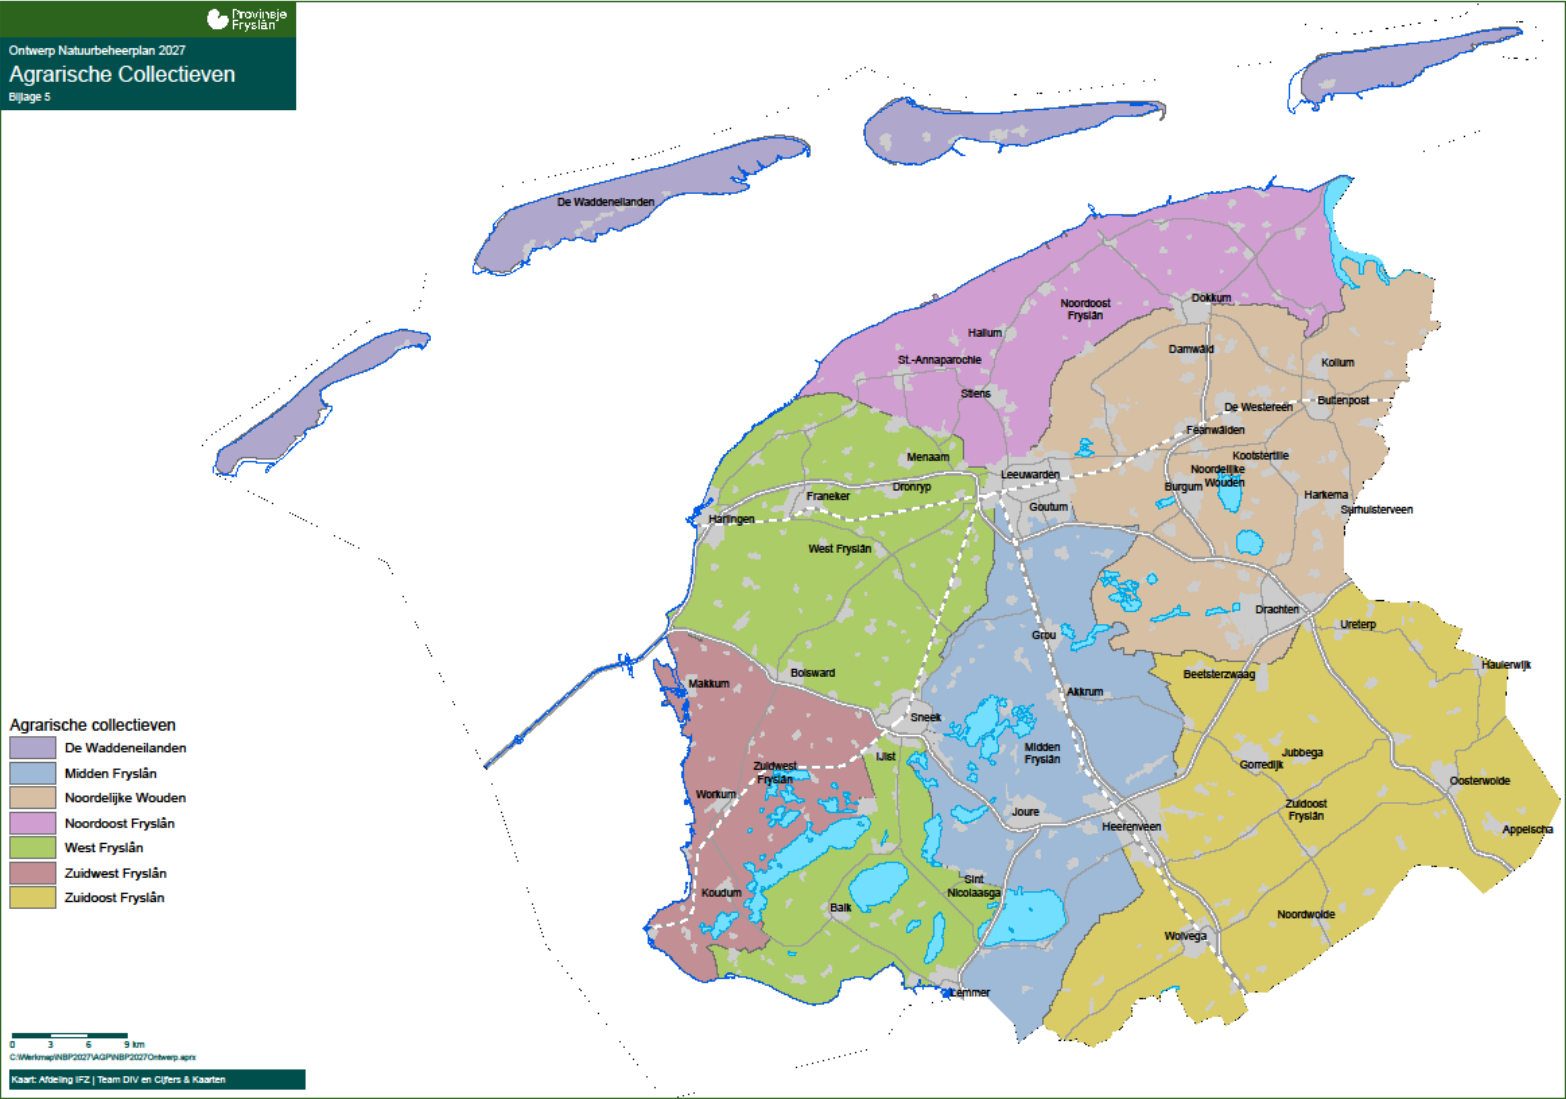 Provinsje
Fryslân
Ontwerp Natuurbeheerplan 2027
Agrarische Collectieven
Bijlage 5
De Waddeneilanden
Noordoost
Fryslân
Dokkum
Hallum
Damwâld
St.-Annaparochie
Kollum
Stiens
De Westereen
Buitenpost
Feanwâlden
Menaam
Kootstertille
Leeuwarden
Noordelijke
Wouden
Burgum
Dronryp
Franeker
Harkema
Goutum
Surhuisterveen
Harlingen
West Fryslân
Drachten
Ureterp
Grou
Haulerwijk
Bolsward
Beetsterzwaag
Makkum
Akkrum
Sneek
Midden
Fryslân
IJlst
Jubbega
Gorredijk
Zuidwest
Fryslân
Oosterwolde
Workum
Zuidoost
Fryslân
Joure
Heerenveen
Appelscha
Sint
Nicolaasga
Koudum
Balk
Noordwolde
Wolvega
Lemmer
Agrarische collectieven
De Waddeneilanden
Midden Fryslân
Noordelijke Wouden
Noordoost Fryslân
West Fryslân
Zuidwest Fryslân
Zuidoost Fryslân
0 3 6 9 km
C:\Werkmap\NBP2027\AGP\NBP2027Ontwerp.aprx
Kaart: Afdeling IFZ | Team DIV en Cijfers & Kaarten